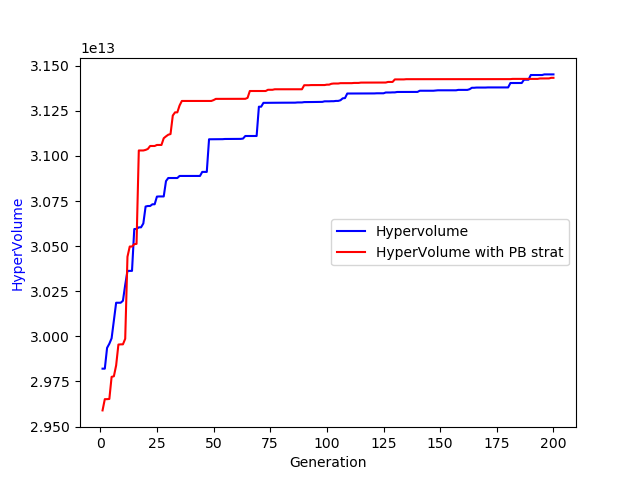 1e13
3.150
3.125
3.100
3.075
3.050
3.025
3.000
2.975
2.950
HyperVolume
Hypervolume
HyperVolume with PB strat
0 25 50 75 100 125 150 175 200
Generation